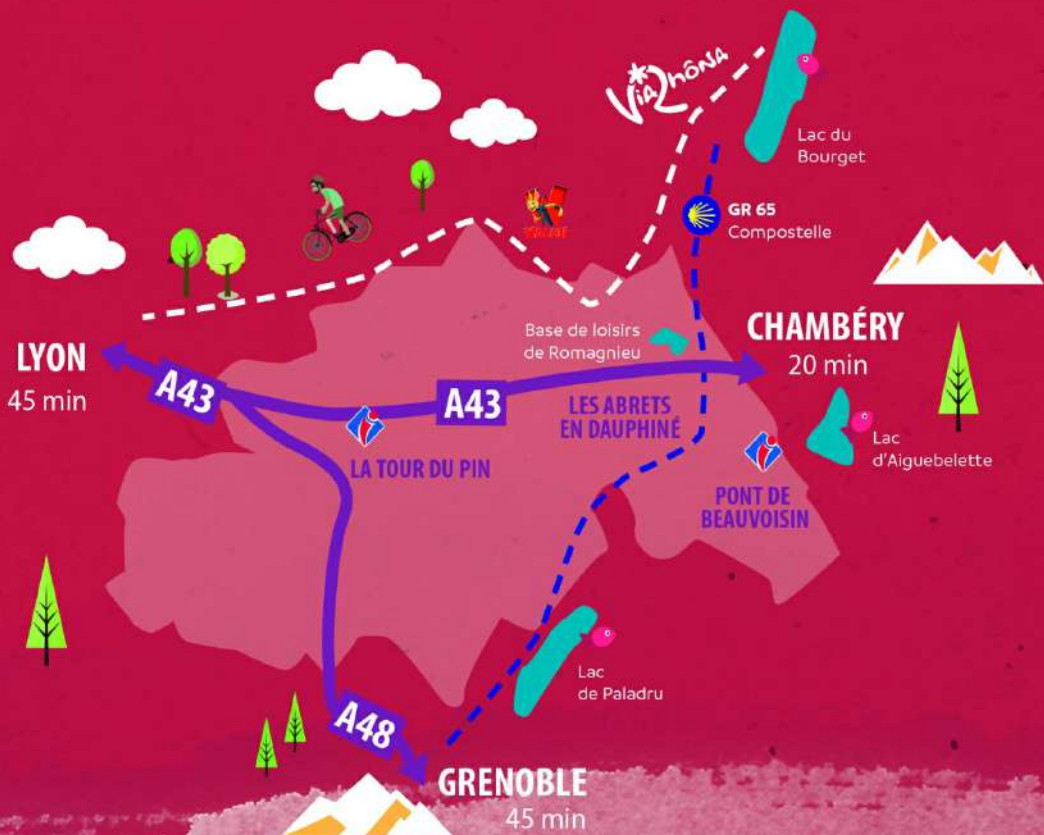 ViaRhôna
Lac du
Bourget
GR 65
Compostelle
WALIBI
Base de loisirs
de Romagnieu
CHAMBÉRY
20 min
LYON
45 min
A43
A43
LES ABRETS
EN DAUPHINÉ
Lac
d'Aiguebelette
LA TOUR DU PIN
PONT DE
BEAUVOISIN
Lac
de Paladru
A48
GRENOBLE
45 min